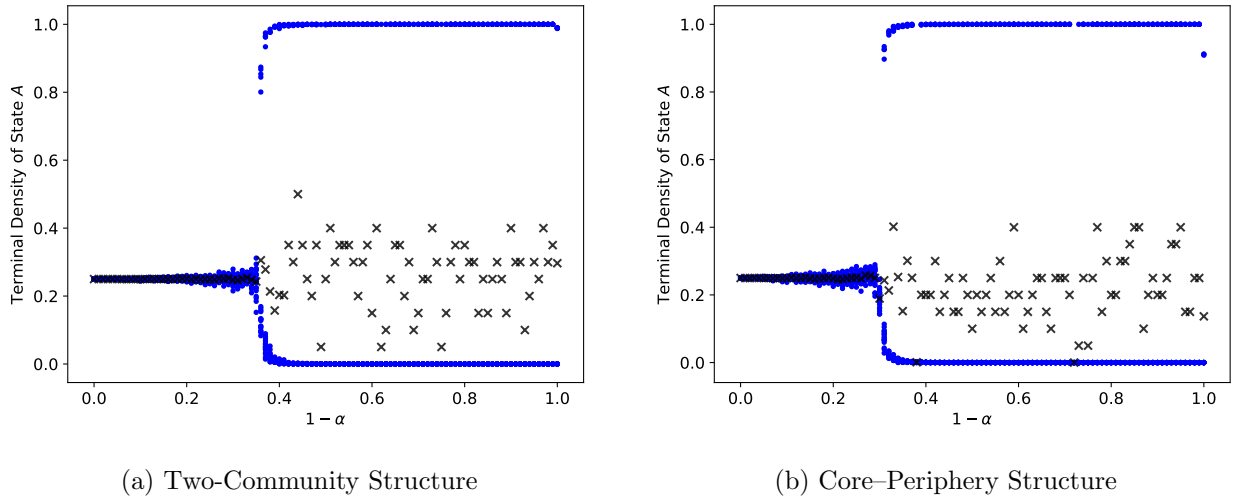 Terminal Density of State A
1.0
0.8
0.6
0.4
0.2
0.0
0.0 0.2 0.4 0.6 0.8 1.0
1 − α
(a) Two-Community Structure
Terminal Density of State A
1.0
0.8
0.6
0.4
0.2
0.0
0.0 0.2 0.4 0.6 0.8 1.0
1 − α
(b) Core–Periphery Structure